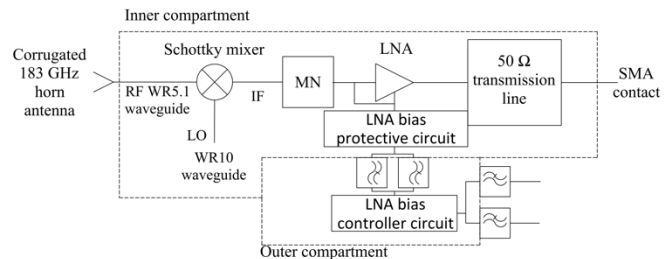 Inner compartment
Corrugated
183 GHz
horn
antenna
Schottky mixer
RF WR5.1
waveguide
LO
WR10
waveguide
IF
MN
LNA
LNA bias
protective circuit
50 Ω
transmission
line
SMA
contact
LNA bias
controller circuit
Outer compartment